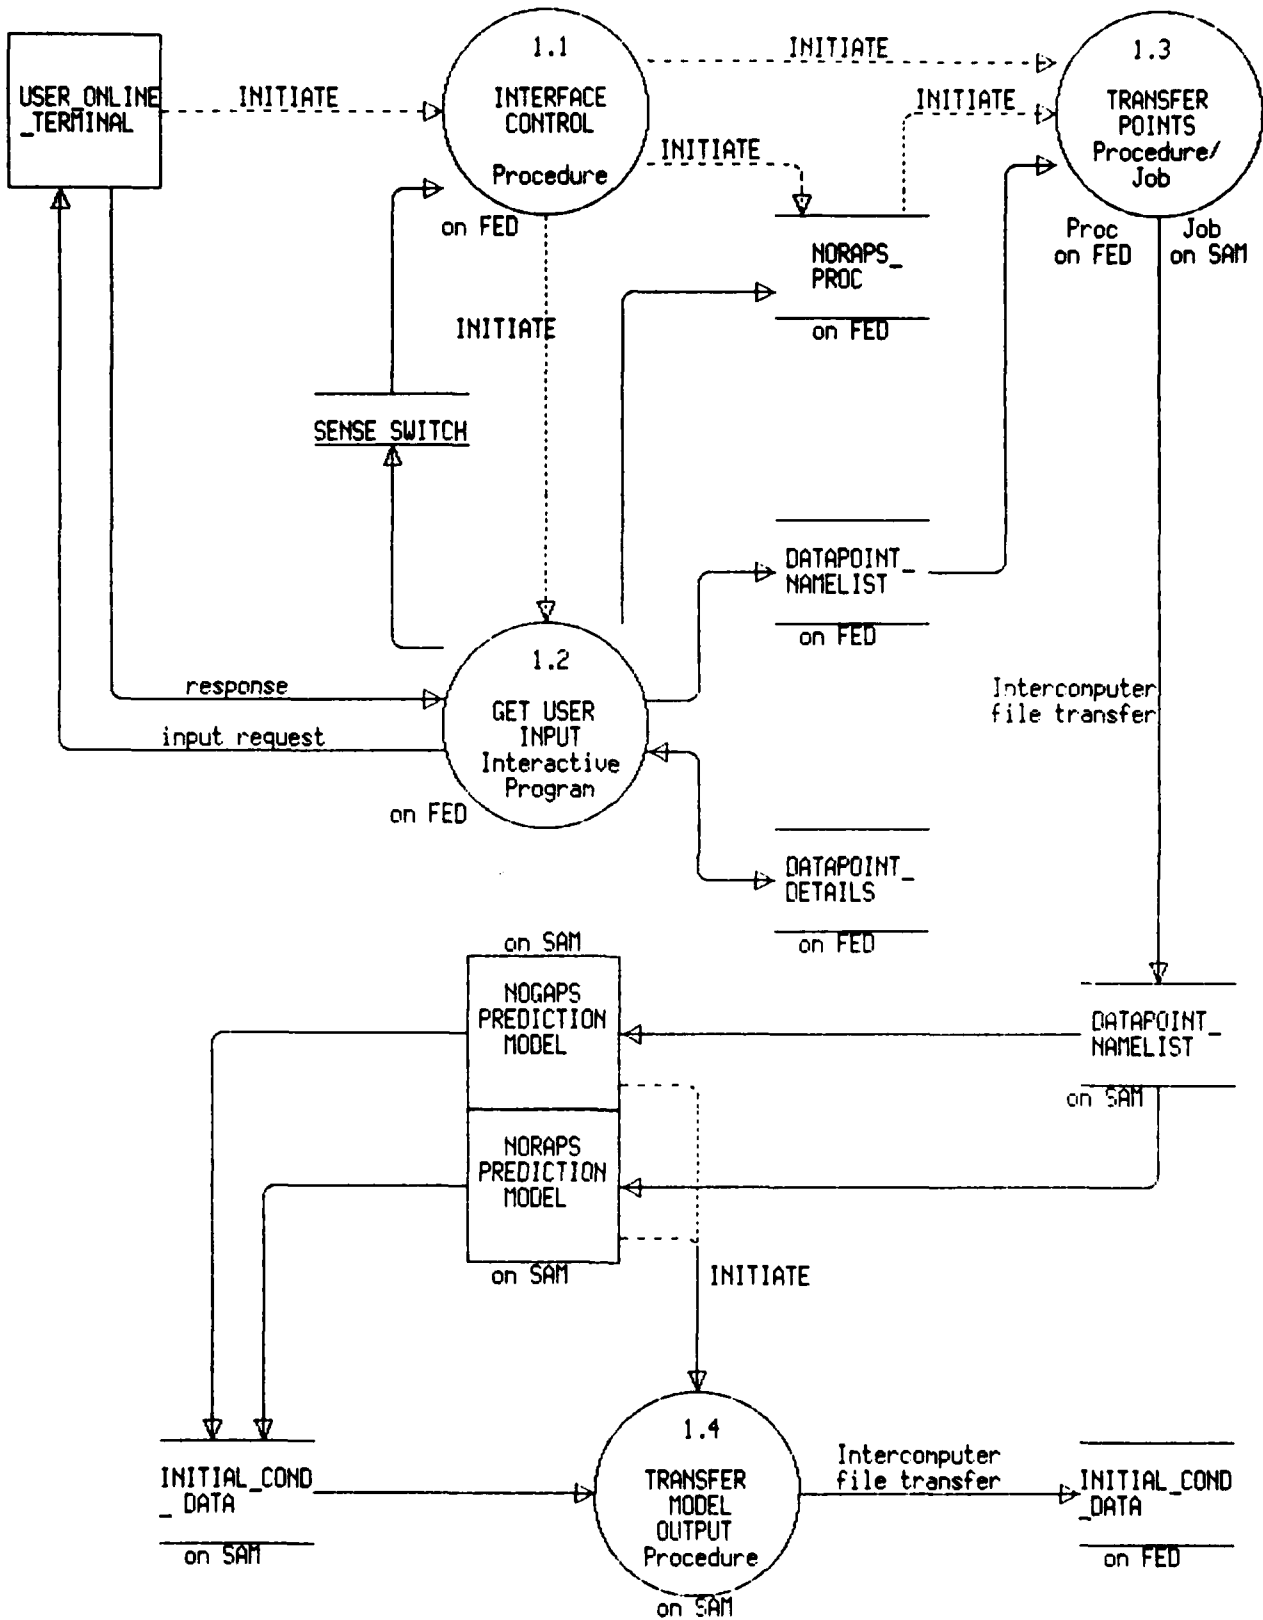 USER_ONLINE
_TERMINAL
INITIATE
1.1
INTERFACE
CONTROL
Procedure
on FED
INITIATE
INITIATE
INITIATE
1.3
TRANSFER
POINTS
Procedure/
Job
Proc
on FED
Job
on SAM
NORAPS_
PROC
on FED
INITIATE
SENSE SWITCH
DATAPOINT_
NAMELIST
on FED
1.2
GET USER
INPUT
Interactive
Program
on FED
response
input request
Intercomputer
file transfer
DATAPOINT_
DETAILS
on FED
on SAM
NOGAPS
PREDICTION
MODEL
DATAPOINT_
NAMELIST
on SAM
NORAPS
PREDICTION
MODEL
on SAM
INITIATE
INITIAL_COND
_ DATA
on SAM
1.4
TRANSFER
MODEL
OUTPUT
Procedure
on SAM
Intercomputer
file transfer
INITIAL_COND
_DATA
on FED